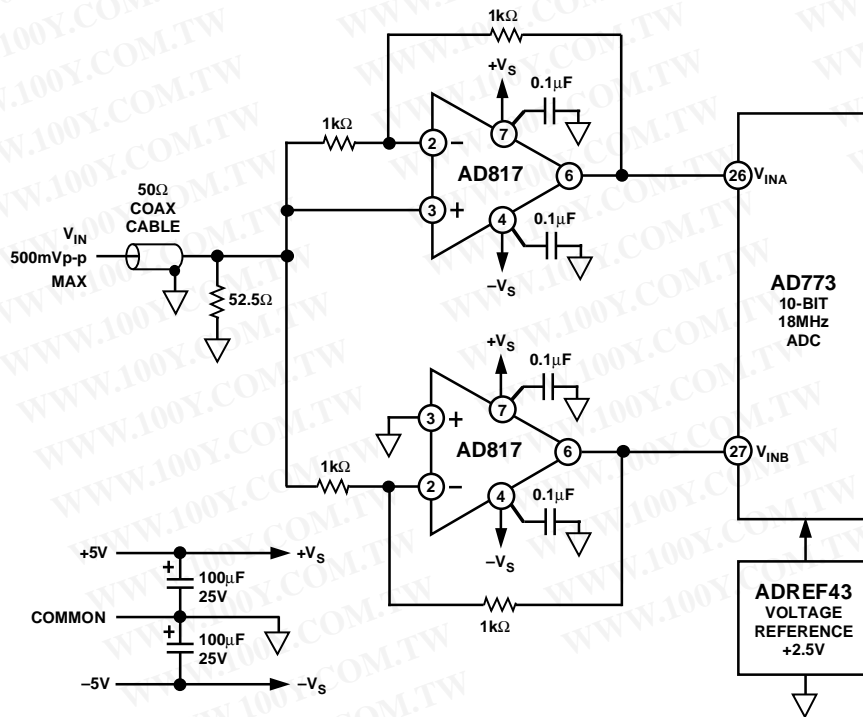 1kΩ
+VS
0.1µF
1kΩ
7
2
–
AD817
6
3
+
4
0.1µF
–VS
26
VINA
50Ω
COAX
CABLE
VIN
500mVp-p
MAX
52.5Ω
AD773
10-BIT
18MHz
ADC
+VS
0.1µF
7
3
+
AD817
6
27
VINB
1kΩ
2
–
4
0.1µF
–VS
1kΩ
+5V
+VS
+
100µF
25V
COMMON
+
100µF
25V
–5V
–VS
ADREF43
VOLTAGE
REFERENCE
+2.5V
WWW.100Y.COM.TW